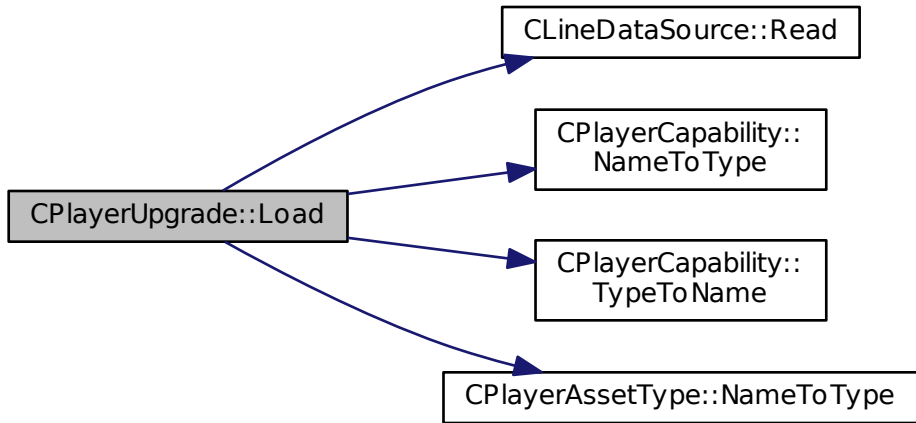 CLineDataSource::Read
CPlayerCapability::
NameToType
CPlayerUpgrade::Load
CPlayerCapability::
TypeToName
CPlayerAssetType::NameToType